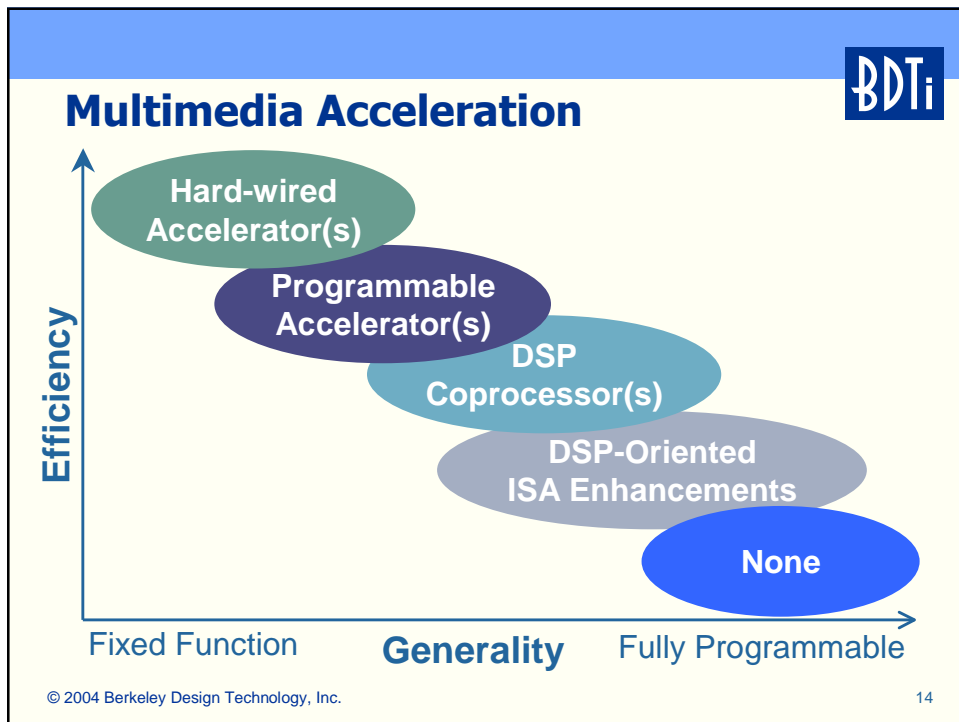 BDTi
Multimedia Acceleration
Hard-wired
Accelerator(s)
Programmable
Accelerator(s)
DSP
Coprocessor(s)
DSP-Oriented
ISA Enhancements
None
Efficiency
Fixed Function
Generality
Fully Programmable
© 2004 Berkeley Design Technology, Inc.
14